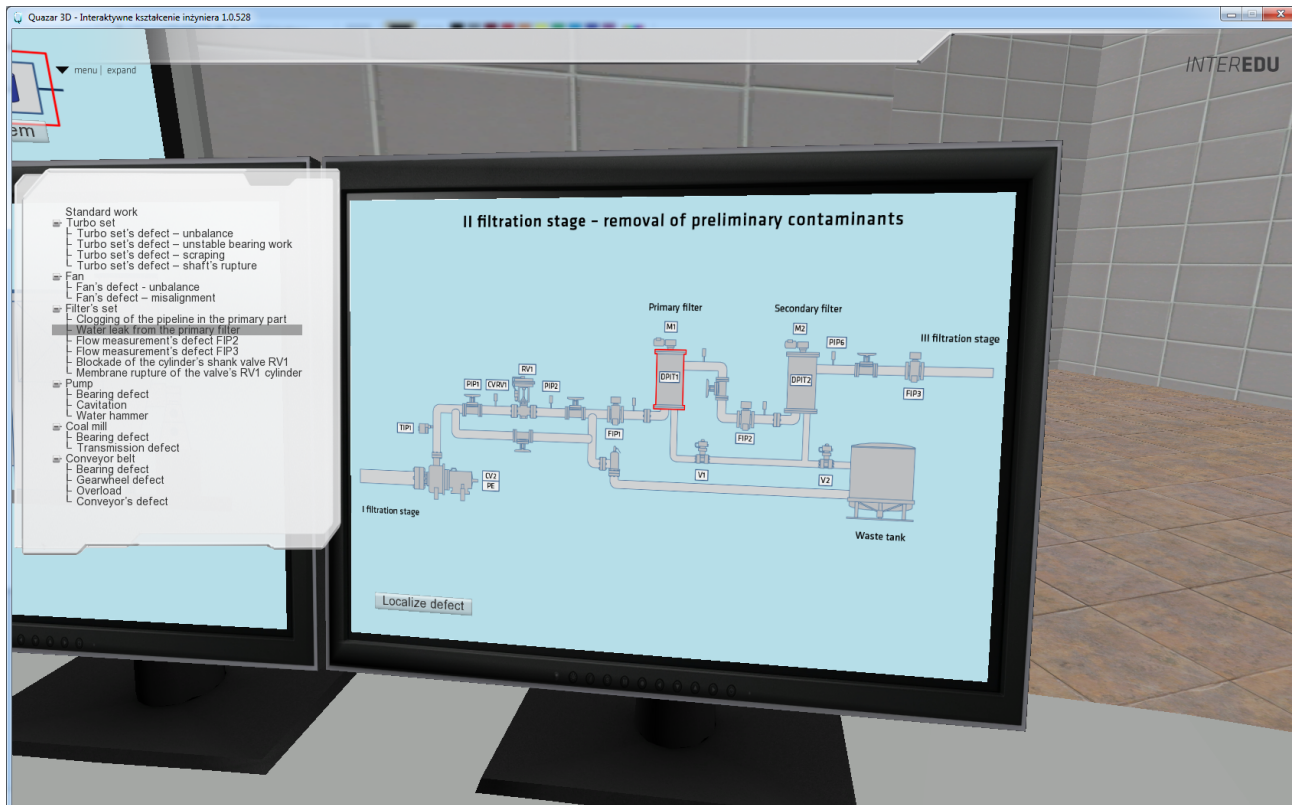 Quazar 3D - Interaktywne kształcenie inżyniera 1.0.528
menu | expand
INTEREDU
em
Standard work
Turbo set
Turbo set's defect – unbalance
Turbo set's defect – unstable bearing work
Turbo set's defect – scraping
Turbo set's defect – shaft's rupture
Fan
Fan's defect - unbalance
Fan's defect – misalignment
Filter's set
Clogging of the pipeline in the primary part
Water leak from the primary filter
Flow measurement's defect FIP2
Flow measurement's defect FIP3
Blockade of the cylinder's shank valve RV1
Membrane rupture of the valve's RV1 cylinder
Pump
Bearing defect
Cavitation
Water hammer
Coal mill
Bearing defect
Transmission defect
Conveyor belt
Bearing defect
Gearwheel defect
Overload
Conveyor's defect
II filtration stage – removal of preliminary contaminants
Primary filter
Secondary filter
M1
M2
PIP6
III filtration stage
RV1
DPIT1
DPIT2
PIP1
CVRV1
PIP2
FIP3
TIP1
FIP1
FIP2
V1
V2
CV2
PE
I filtration stage
Waste tank
Localize defect